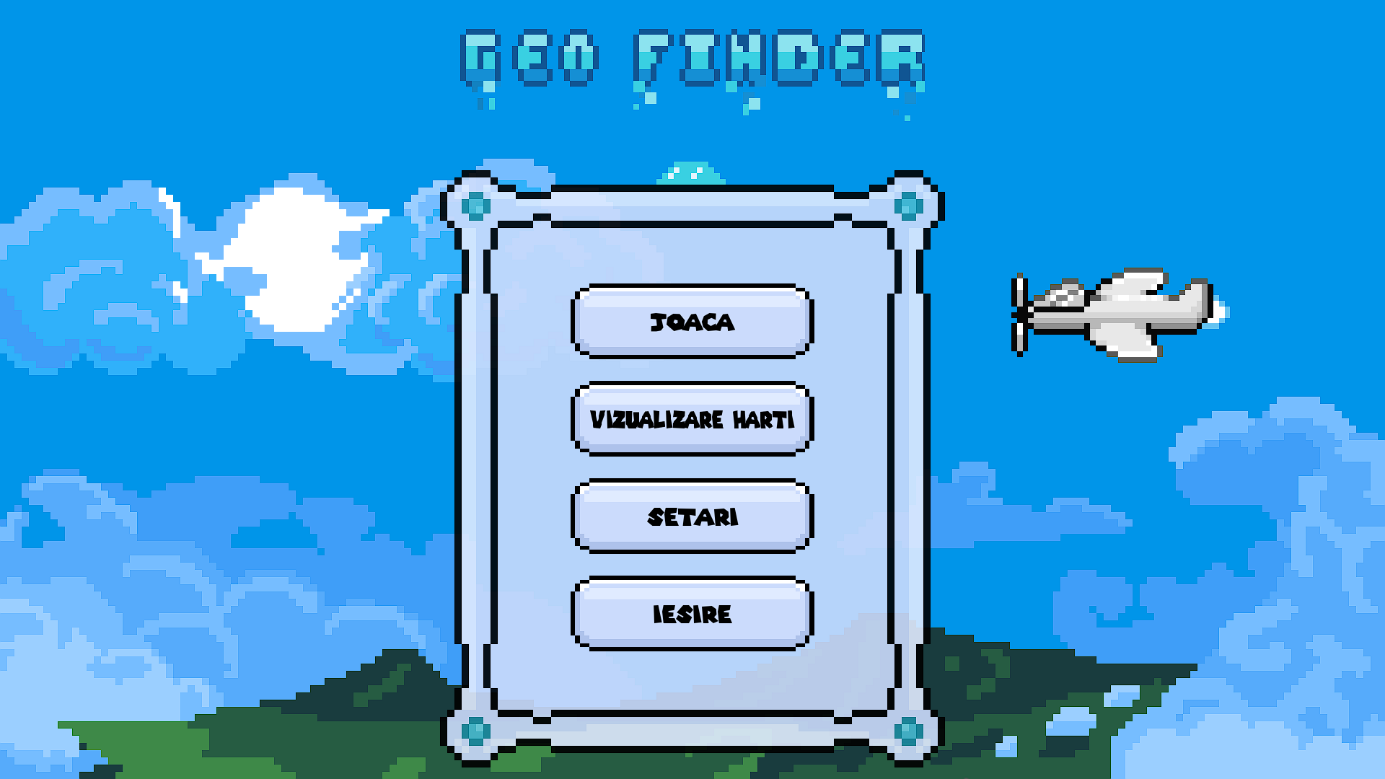 GEO FINDER
JOACA
VIZUALIZARE HARTI
SETARI
IESIRE